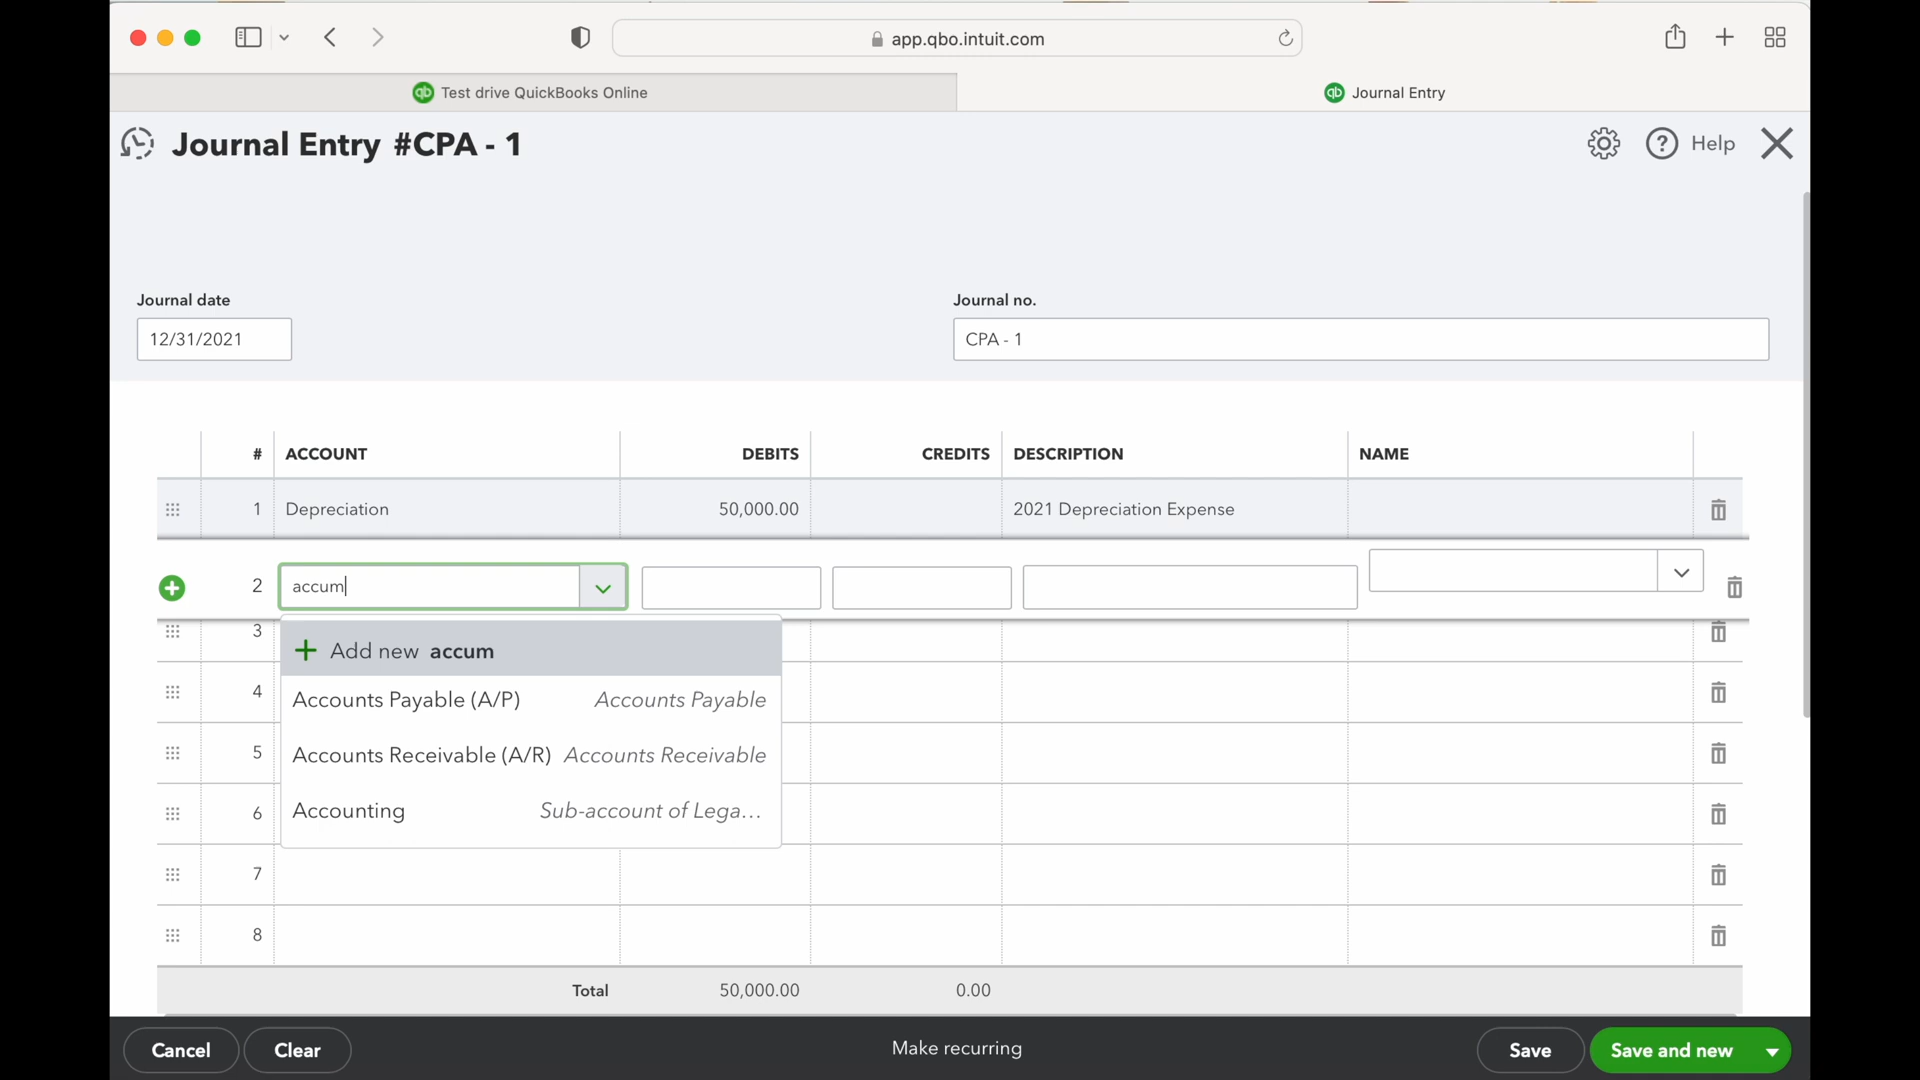 app.qbo.intuit.com
qb Test drive QuickBooks Online
qb Journal Entry
Journal Entry #CPA - 1
? Help
Journal date
Journal no.
12/31/2021
CPA - 1
# ACCOUNT DEBITS CREDITS DESCRIPTION NAME
1 Depreciation 50,000.00 2021 Depreciation Expense
2 accum
3
+ Add new accum
Accounts Payable (A/P) Accounts Payable
4
Accounts Receivable (A/R) Accounts Receivable
5
Accounting Sub-account of Lega...
6
7
8
Total 50,000.00 0.00
Cancel Clear Make recurring Save Save and new